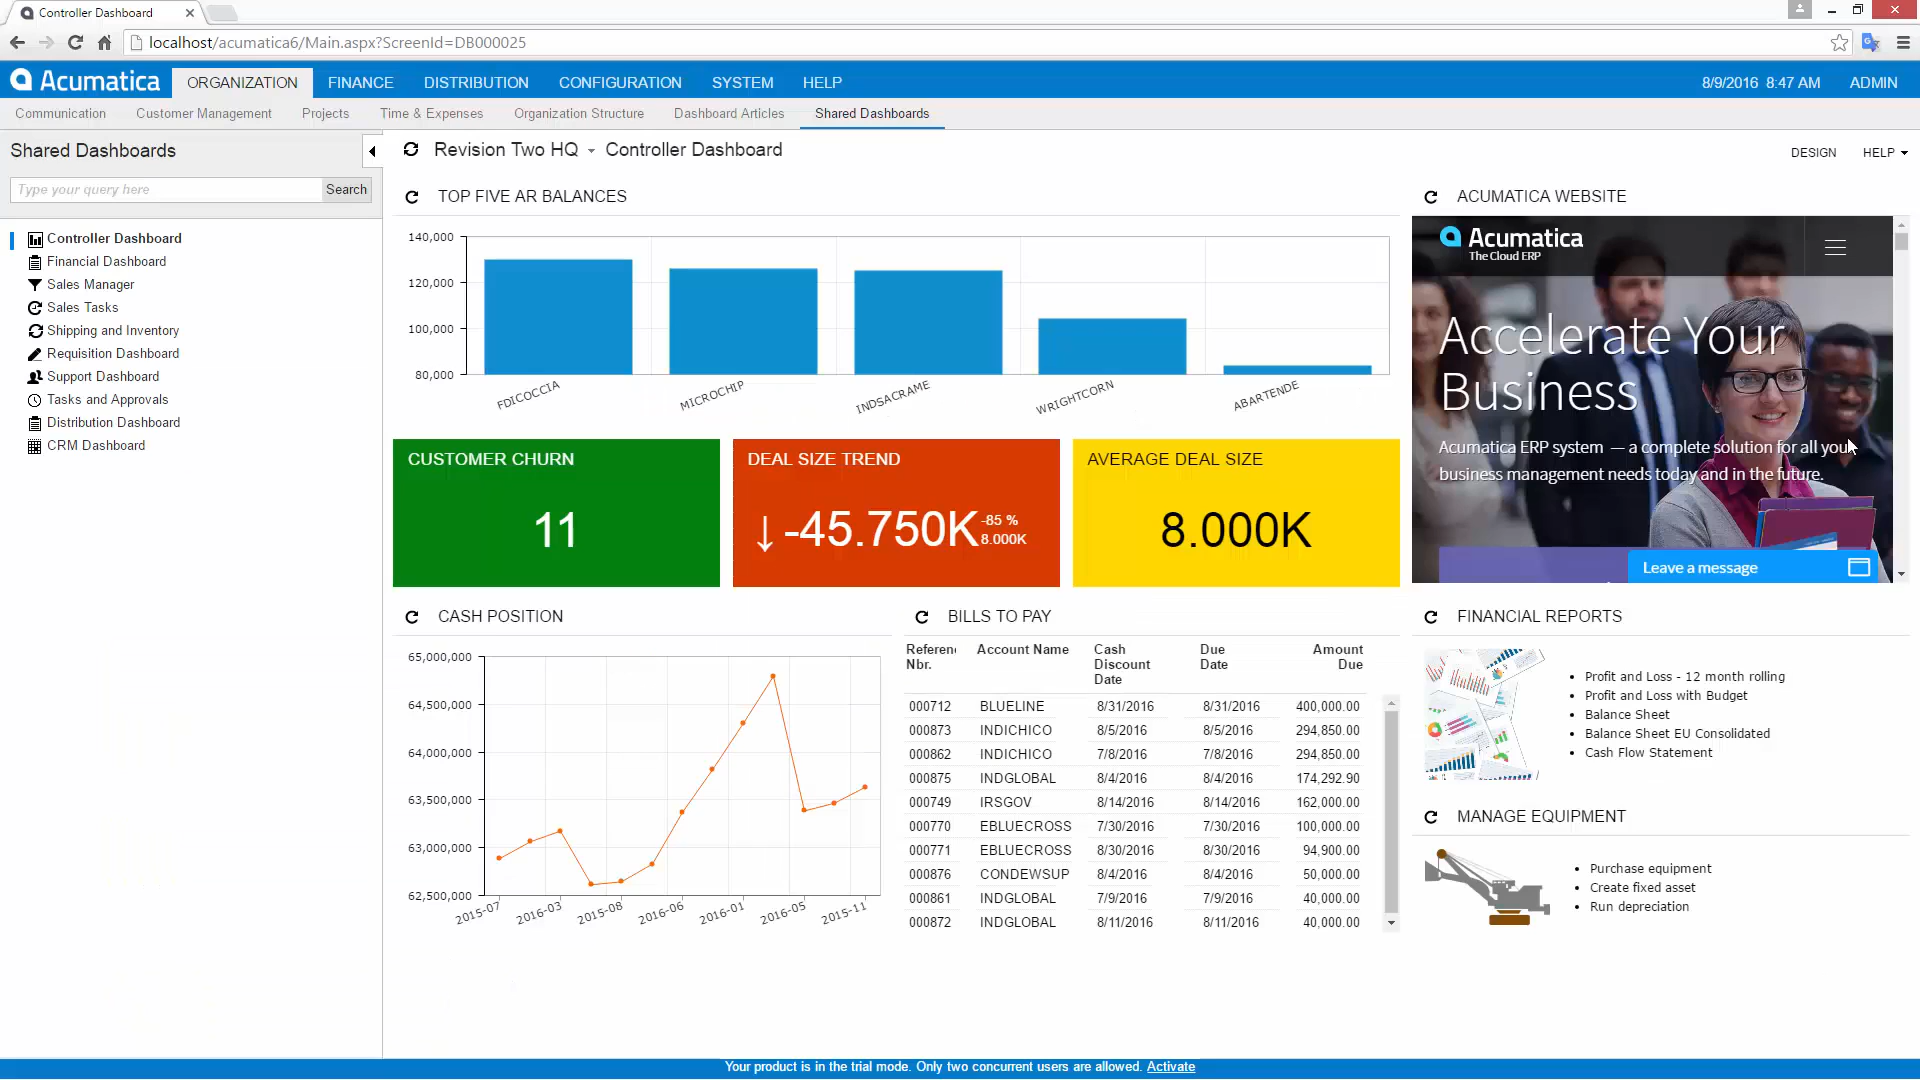 Controller Dashboard
localhost/acumatica6/Main.aspx?ScreenId=DB000025
Acumatica ORGANIZATION FINANCE DISTRIBUTION CONFIGURATION SYSTEM HELP 8/9/2016 8:47 AM ADMIN
Communication Customer Management Projects Time & Expenses Organization Structure Dashboard Articles Shared Dashboards
Shared Dashboards
Type your query here Search
Controller Dashboard
Financial Dashboard
Sales Manager
Sales Tasks
Shipping and Inventory
Requisition Dashboard
Support Dashboard
Tasks and Approvals
Distribution Dashboard
CRM Dashboard
Revision Two HQ Controller Dashboard
DESIGN HELP
TOP FIVE AR BALANCES
140,000
120,000
100,000
80,000
FDICOCCIA MICROCHIP INDSACRAME WRIGHTCORN ABARTENDE
ACUMATICA WEBSITE
Acumatica
The Cloud ERP
Accelerate Your
Business
Acumatica ERP system — a complete solution for all your
business management needs today and in the future.
Leave a message
CUSTOMER CHURN
11
DEAL SIZE TREND
↓-45.750K
-85 %
8.000K
AVERAGE DEAL SIZE
8.000K
CASH POSITION
65,000,000
64,500,000
64,000,000
63,500,000
63,000,000
62,500,000
2015-07 2016-03 2015-08 2016-06 2016-01 2016-05 2015-11
BILLS TO PAY
Nbr. Account Name Cash Discount Date Due Date Amount Due
000712 BLUELINE 8/31/2016 8/31/2016 400,000.00
000873 INDICHICO 8/5/2016 8/5/2016 294,850.00
000862 INDICHICO 7/8/2016 7/8/2016 294,850.00
000875 INDGLOBAL 8/4/2016 8/4/2016 174,292.90
000749 IRSGOV 8/14/2016 8/14/2016 162,000.00
000770 EBLUECROSS 7/30/2016 7/30/2016 100,000.00
000771 EBLUECROSS 8/30/2016 8/30/2016 94,900.00
000876 CONDEWSUP 8/4/2016 8/4/2016 50,000.00
000861 INDGLOBAL 7/9/2016 7/9/2016 40,000.00
000872 INDGLOBAL 8/11/2016 8/11/2016 40,000.00
FINANCIAL REPORTS
Profit and Loss - 12 month rolling
Profit and Loss with Budget
Balance Sheet
Balance Sheet EU Consolidated
Cash Flow Statement
MANAGE EQUIPMENT
Purchase equipment
Create fixed asset
Run depreciation
Your product is in the trial mode. Only two concurrent users are allowed. Activate